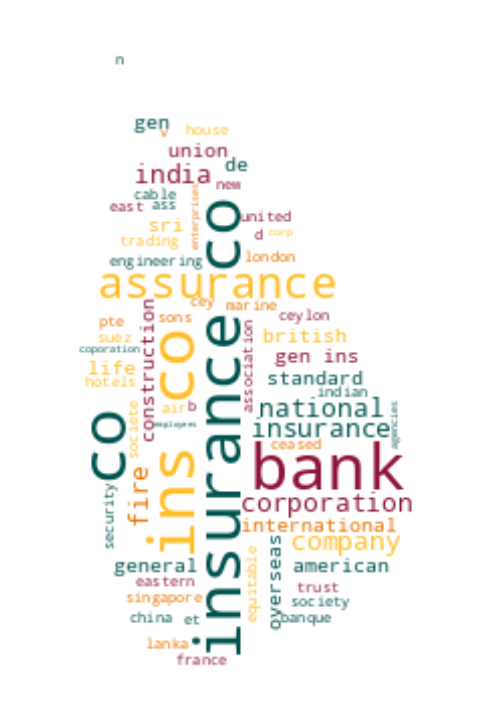 n
gen
v
house
union
de
india
new
cable
east
ass
enterprises
co
sri
united
d
corp
trading
engineering
london
assurance
cey
marine
pte
sons
ceylon
construction
association
suez
british
coporation
gen ins
life
hotels
standard
indian
air
b
national
societe
co
employees
insurance
agencies
ceased
ins co
insurance
bank
fire
corporation
security
international
company
general
equitable
overseas
american
eastern
trust
singapore
society
china
et
banque
lanka
france